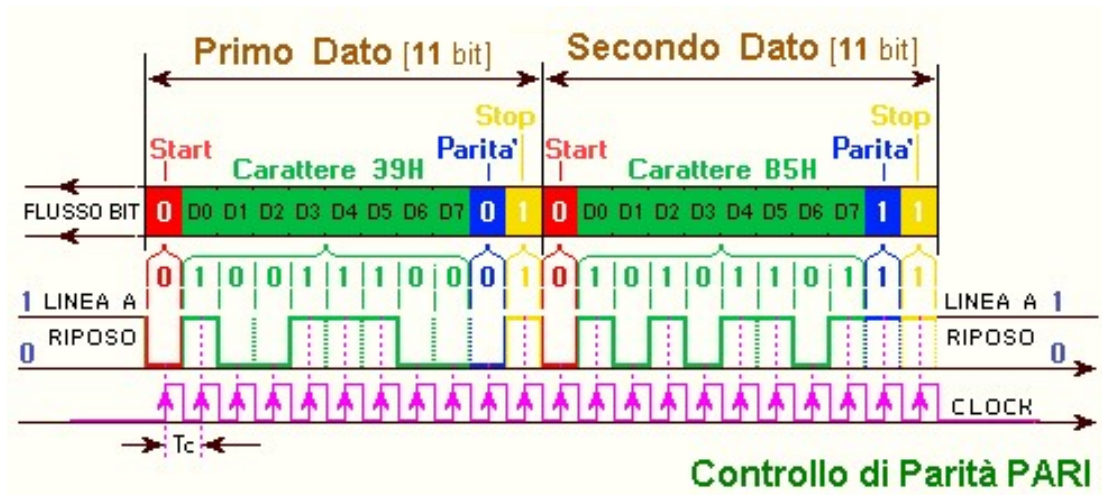 Primo Dato [11 bit] Secondo Dato [11 bit]
Stop Stop
Start Carattere 39H Parita' Start Carattere B5H Parita'
FLUSSO BIT 0 D0 D1 D2 D3 D4 D5 D6 D7 0 1 0 D0 D1 D2 D3 D4 D5 D6 D7 1 1
0 1 0 0 1 1 1 0 0 0 1 0 1 0 1 0 1 1 0 1 1 1
1 LINEA A LINEA A 1
RIPOSO RIPOSO
0 0
CLOCK
Tc
Controllo di Parità PARI